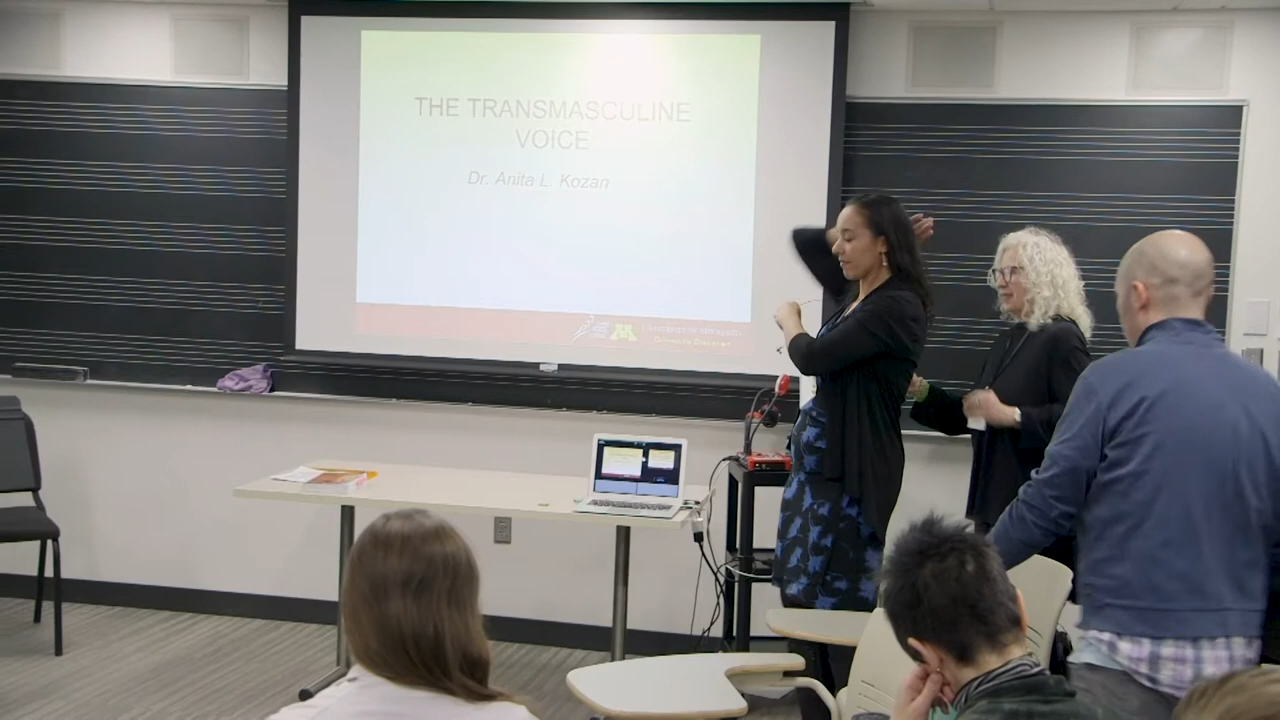 THE TRANSMASCULINE
VOICE
Dr. Anita L. Kozan
M